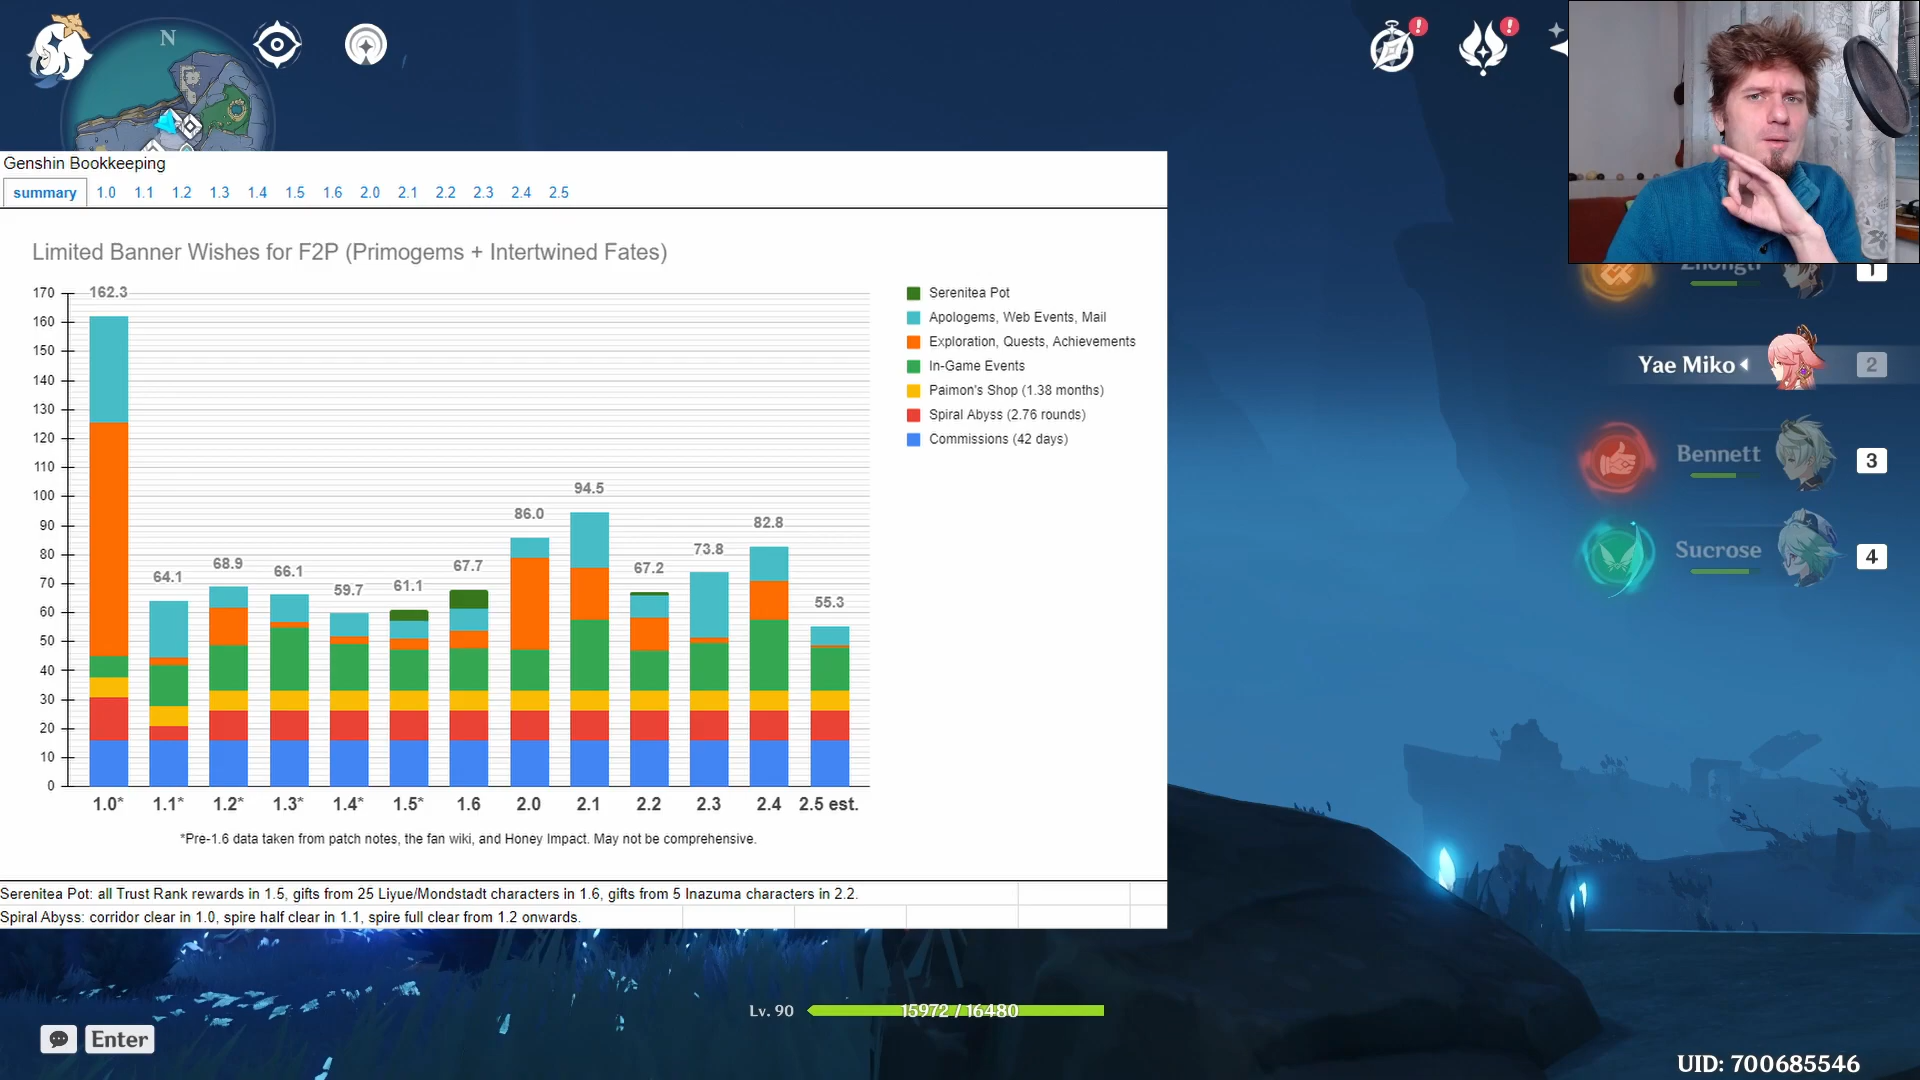 N
Genshin Bookkeeping
summary 1.0 1.1 1.2 1.3 1.4 1.5 1.6 2.0 2.1 2.2 2.3 2.4 2.5
Limited Banner Wishes for F2P (Primogems + Intertwined Fates)
170
160
150
140
130
120
110
100
90
80
70
60
50
40
30
20
10
0
162.3
64.1
68.9
66.1
59.7
61.1
67.7
86.0
94.5
67.2
73.8
82.8
55.3
1.0* 1.1* 1.2* 1.3* 1.4* 1.5* 1.6 2.0 2.1 2.2 2.3 2.4 2.5 est.
*Pre-1.6 data taken from patch notes, the fan wiki, and Honey Impact. May not be comprehensive.
Serenitea Pot
Apologems, Web Events, Mail
Exploration, Quests, Achievements
In-Game Events
Paimon's Shop (1.38 months)
Spiral Abyss (2.76 rounds)
Commissions (42 days)
Serenitea Pot: all Trust Rank rewards in 1.5, gifts from 25 Liyue/Mondstadt characters in 1.6, gifts from 5 Inazuma characters in 2.2.
Spiral Abyss: corridor clear in 1.0, spire half clear in 1.1, spire full clear from 1.2 onwards.
Zhongli 1
Yae Miko 2
Bennett 3
Sucrose 4
Lv. 90 15972 / 16480
Enter
UID: 700685546